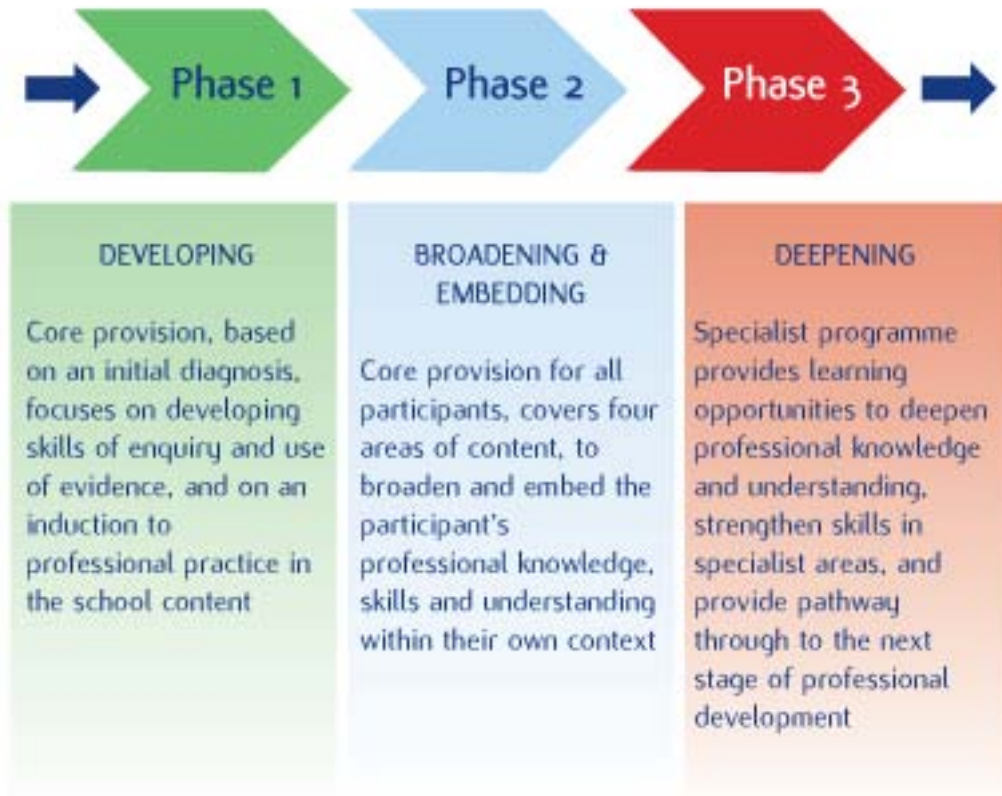 Phase 1
Phase 2
Phase 3
DEVELOPING
Core provision, based
on an initial diagnosis,
focuses on developing
skills of enquiry and use
of evidence, and on an
induction to
professional practice in
the school content
BROADENING &
EMBEDDING
Core provision for all
participants, covers four
areas of content, to
broaden and embed the
participant's
professional knowledge,
skills and understanding
within their own context
DEEPENING
Specialist programme
provides learning
opportunities to deepen
professional knowledge
and understanding,
strengthen skills in
specialist areas, and
provide pathway
through to the next
stage of professional
development